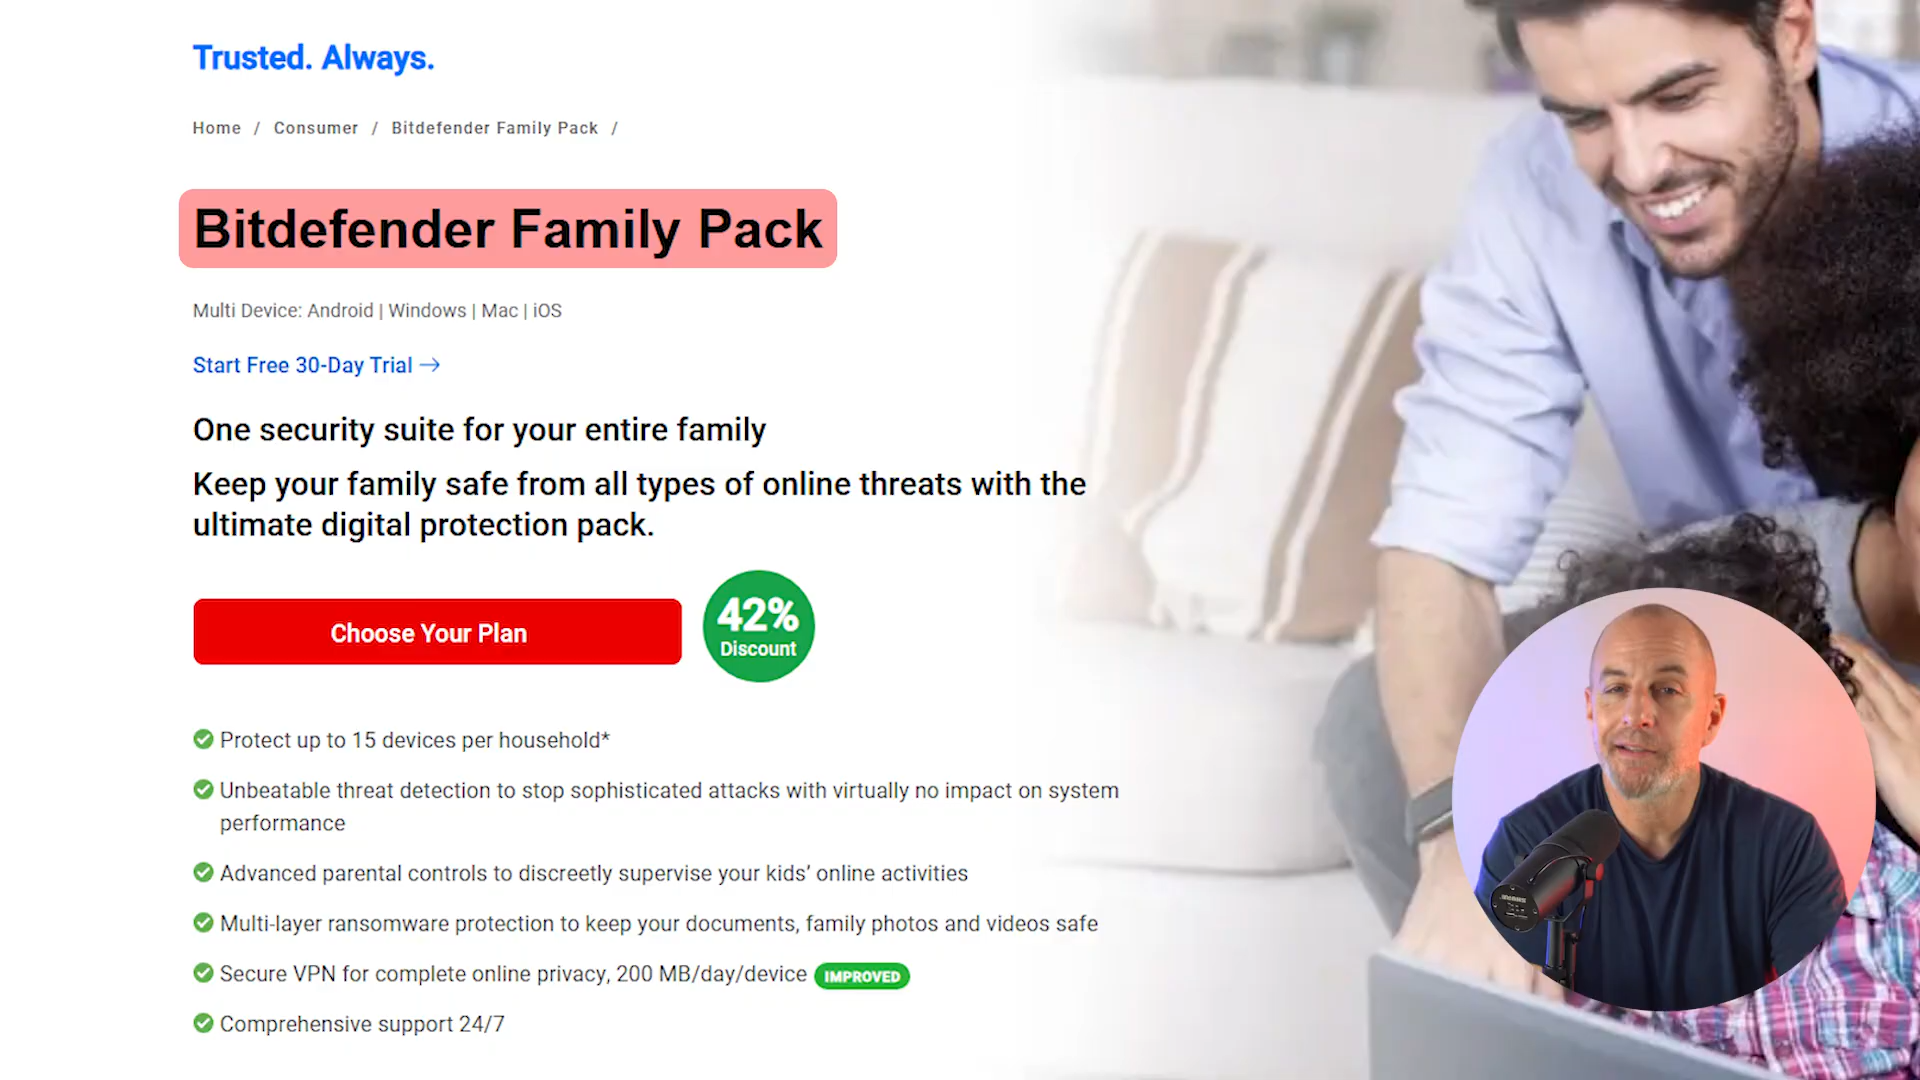 Trusted. Always.
Home / Consumer / Bitdefender Family Pack /
Bitdefender Family Pack
Multi Device: Android | Windows | Mac | iOS
Start Free 30-Day Trial →
One security suite for your entire family
Keep your family safe from all types of online threats with the
ultimate digital protection pack.
Choose Your Plan
42%
Discount
Protect up to 15 devices per household*
Unbeatable threat detection to stop sophisticated attacks with virtually no impact on system
performance
Advanced parental controls to discreetly supervise your kids’ online activities
Multi-layer ransomware protection to keep your documents, family photos and videos safe
Secure VPN for complete online privacy, 200 MB/day/device IMPROVED
Comprehensive support 24/7